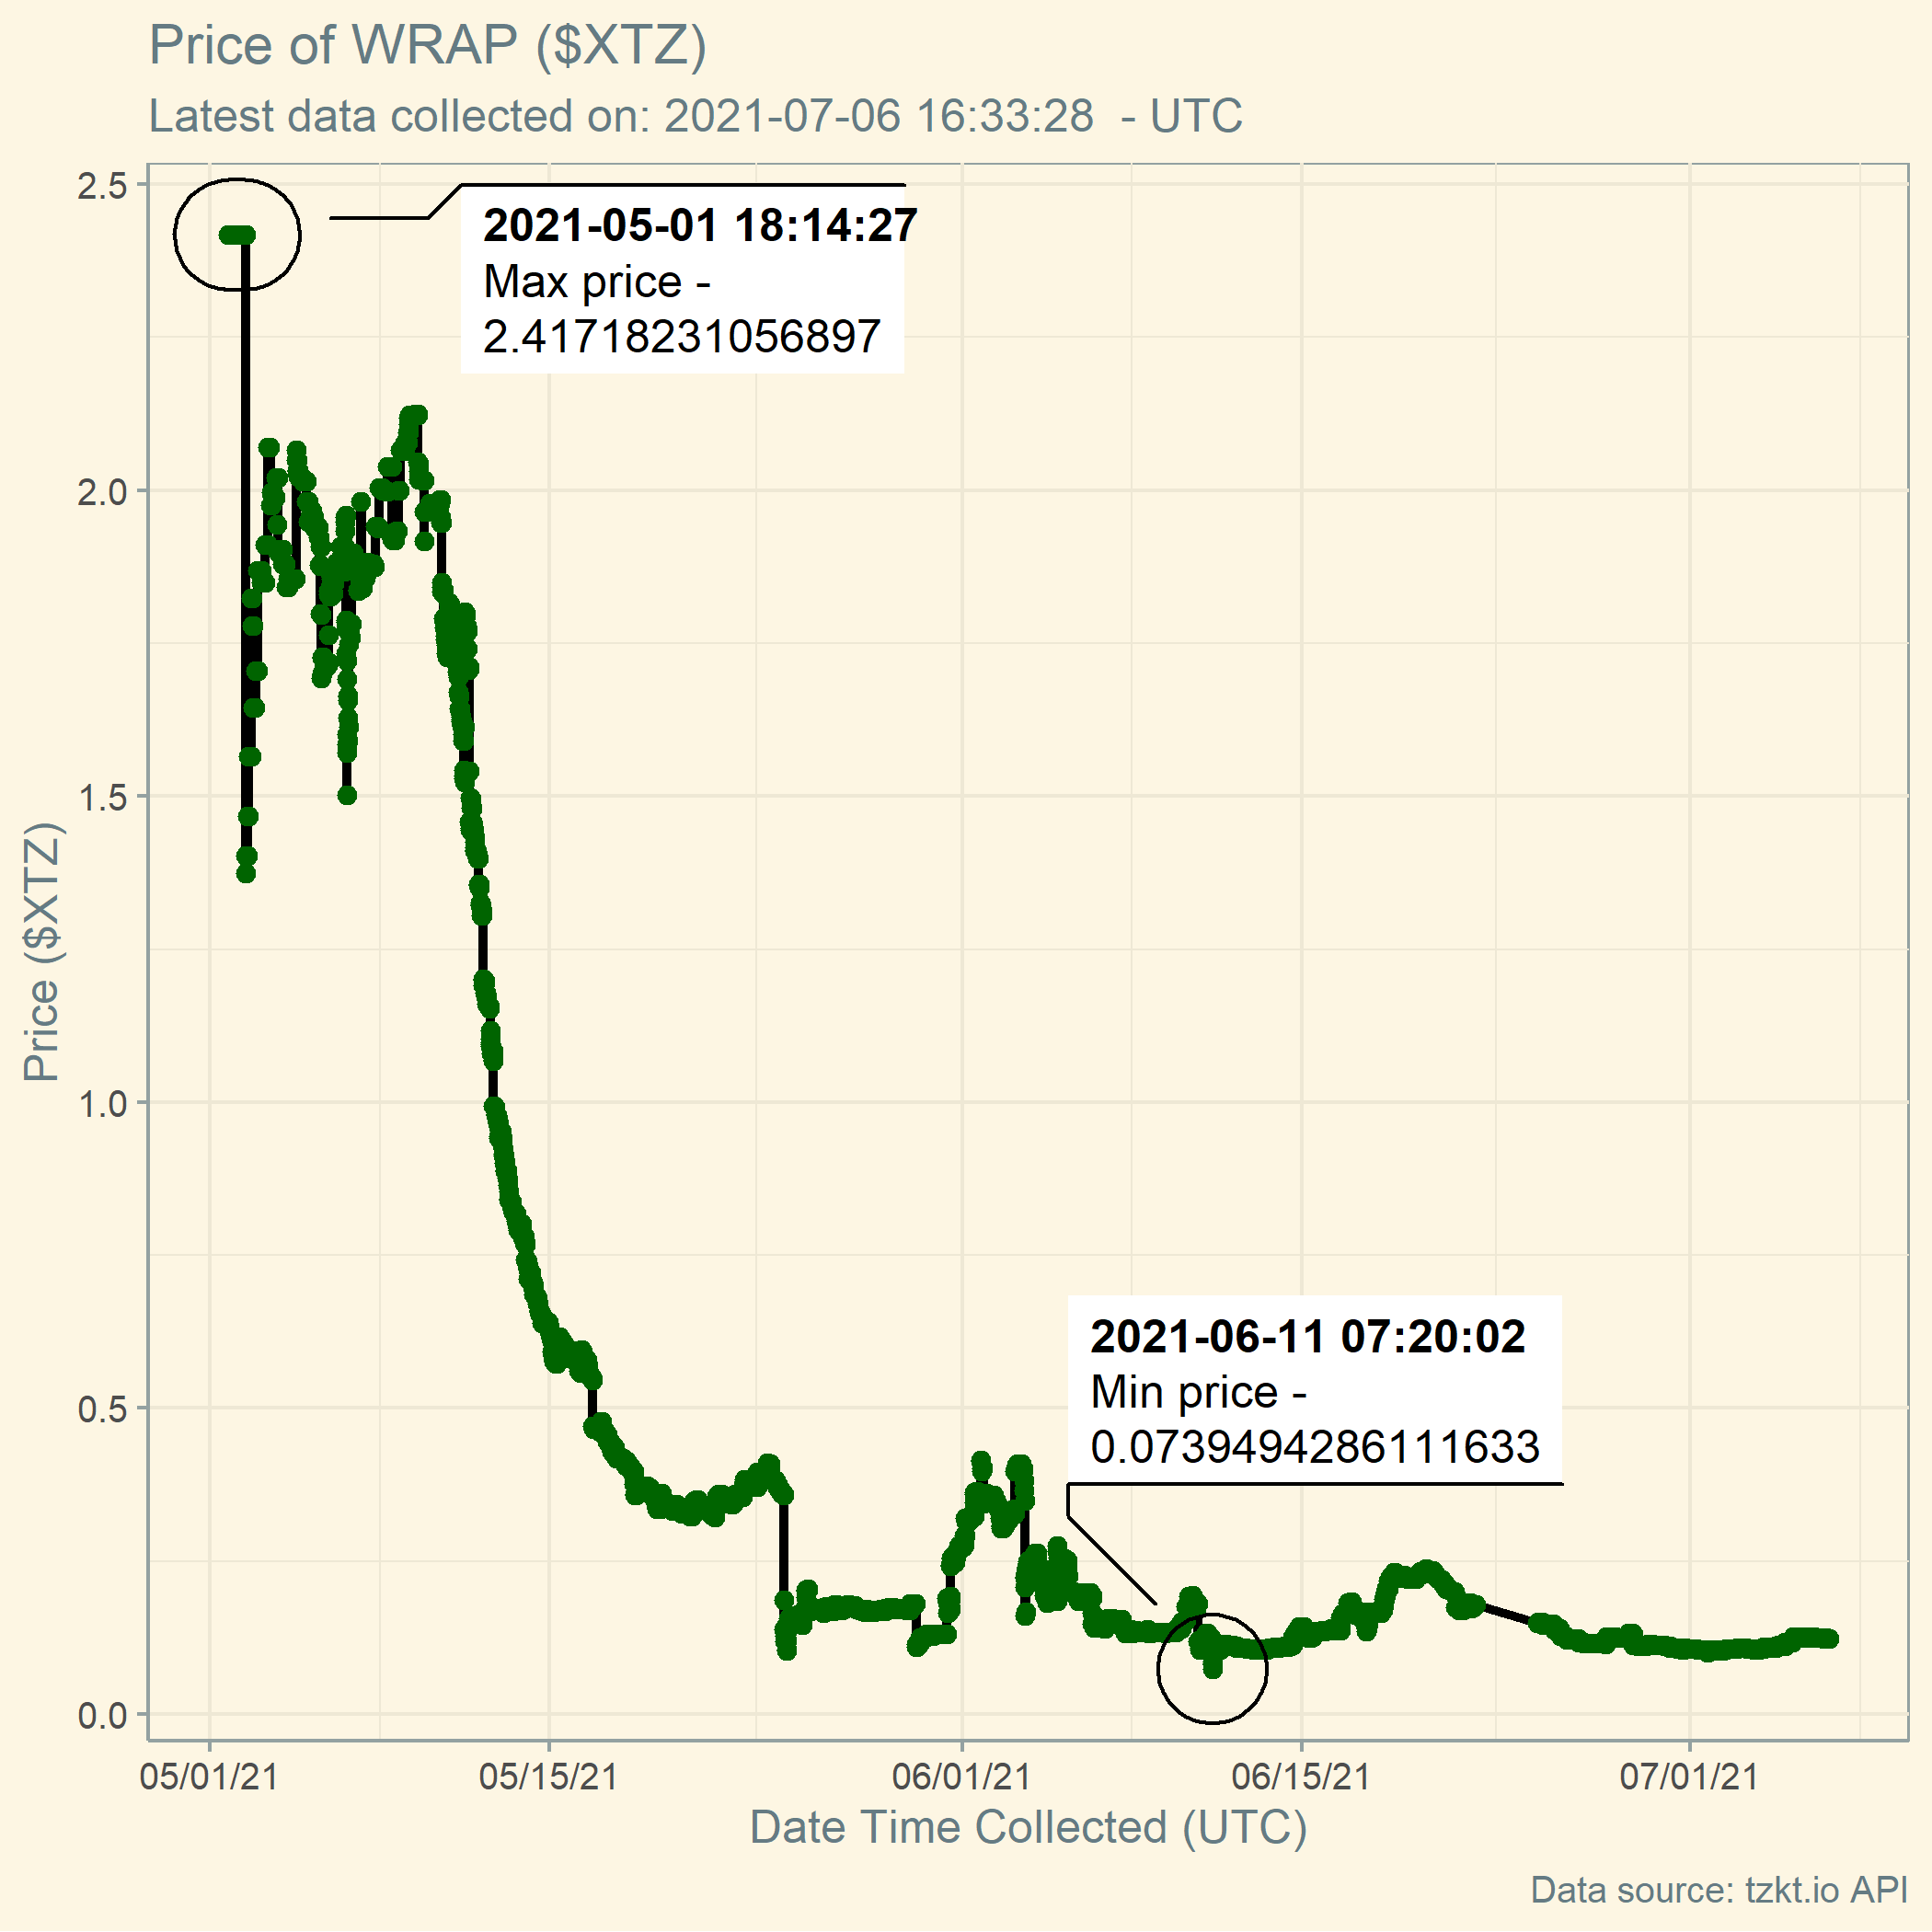 Price of WRAP ($XTZ)
Latest data collected on: 2021-07-06 16:33:28  - UTC
2021-05-01 18:14:27
Max price -
2.41718231056897
2021-06-11 07:20:02
Min price -
0.0739494286111633
Price ($XTZ)
2.5
2.0
1.5
1.0
0.5
0.0
05/01/21 05/15/21 06/01/21 06/15/21 07/01/21
Date Time Collected (UTC)
Data source: tzkt.io API